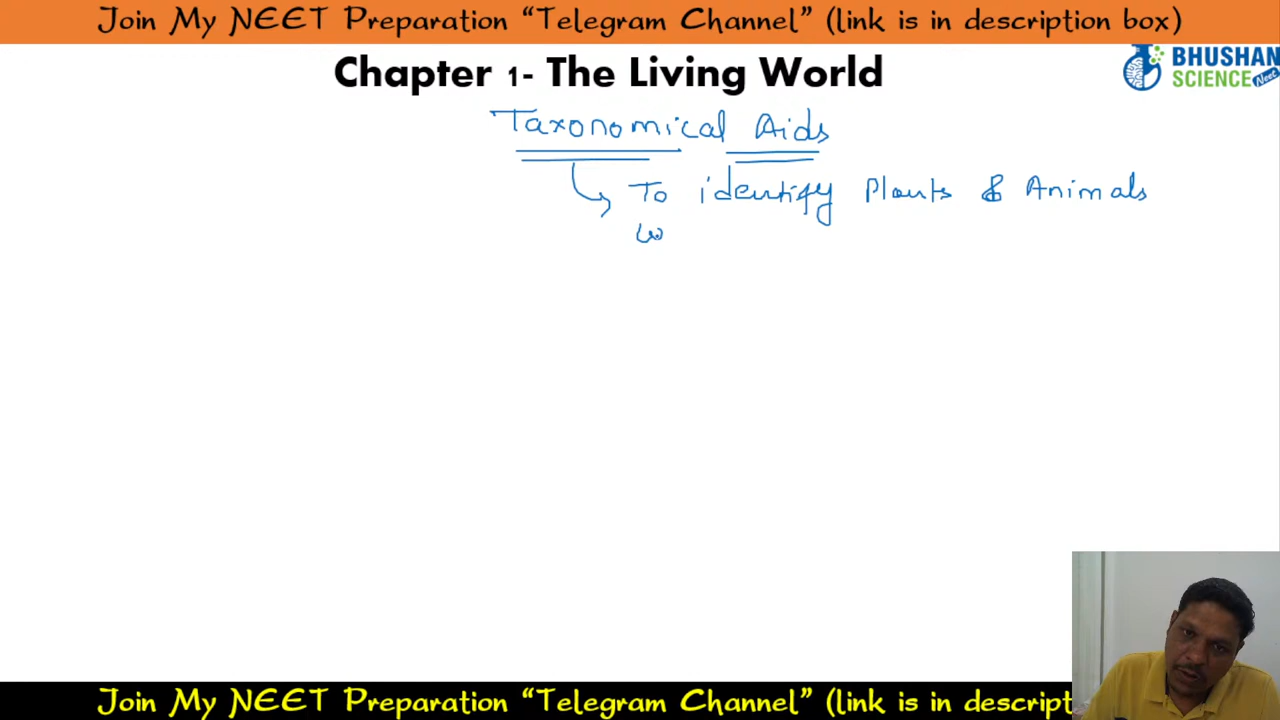 Join My NEET Preparation “Telegram Channel” (link is in description box)
BHUSHAN
SCIENCE Neet
Chapter 1- The Living World
Taxonomical Aids
To identify Plants & Animals
Join My NEET Preparation “Telegram Channel” (link is in descript